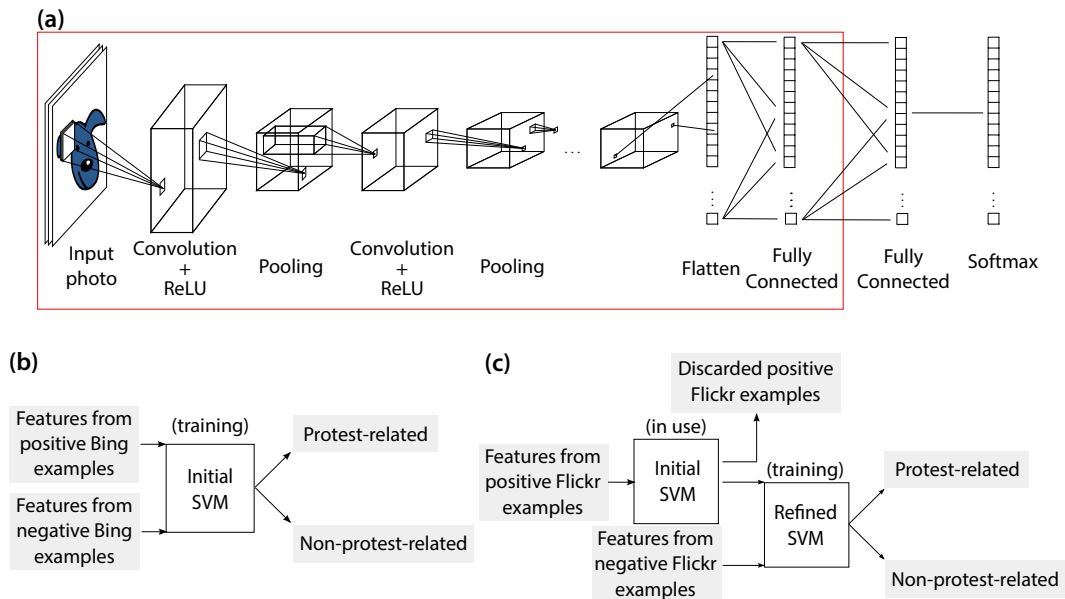 (a)
Input
photo
Convolution
+
ReLU
Pooling
Convolution
+
ReLU
Pooling
...
Flatten
Fully
Connected
Fully
Connected
Softmax
(b)
Features from
positive Bing
examples
Features from
negative Bing
examples
(training)
Initial
SVM
Protest-related
Non-protest-related
(c)
Discarded positive
Flickr examples
Features from
positive Flickr
examples
(in use)
Initial
SVM
Features from
negative Flickr
examples
(training)
Refined
SVM
Protest-related
Non-protest-related